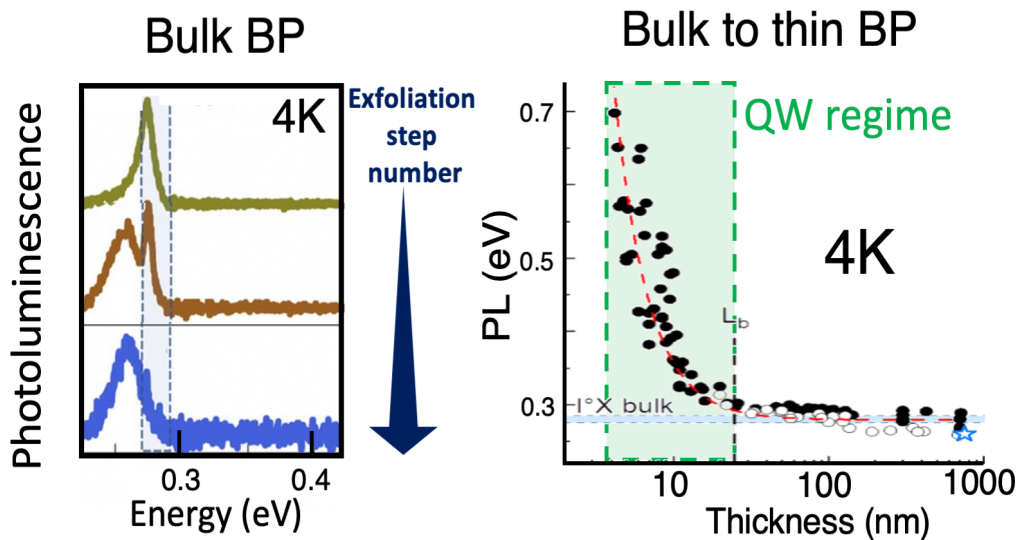 Bulk BP
Photoluminescence
4K
0.3
0.4
Energy (eV)
Exfoliation
step
number
Bulk to thin BP
PL (eV)
0.7
0.5
0.3
QW regime
4K
L_b
I°X bulk
10
100
1000
Thickness (nm)